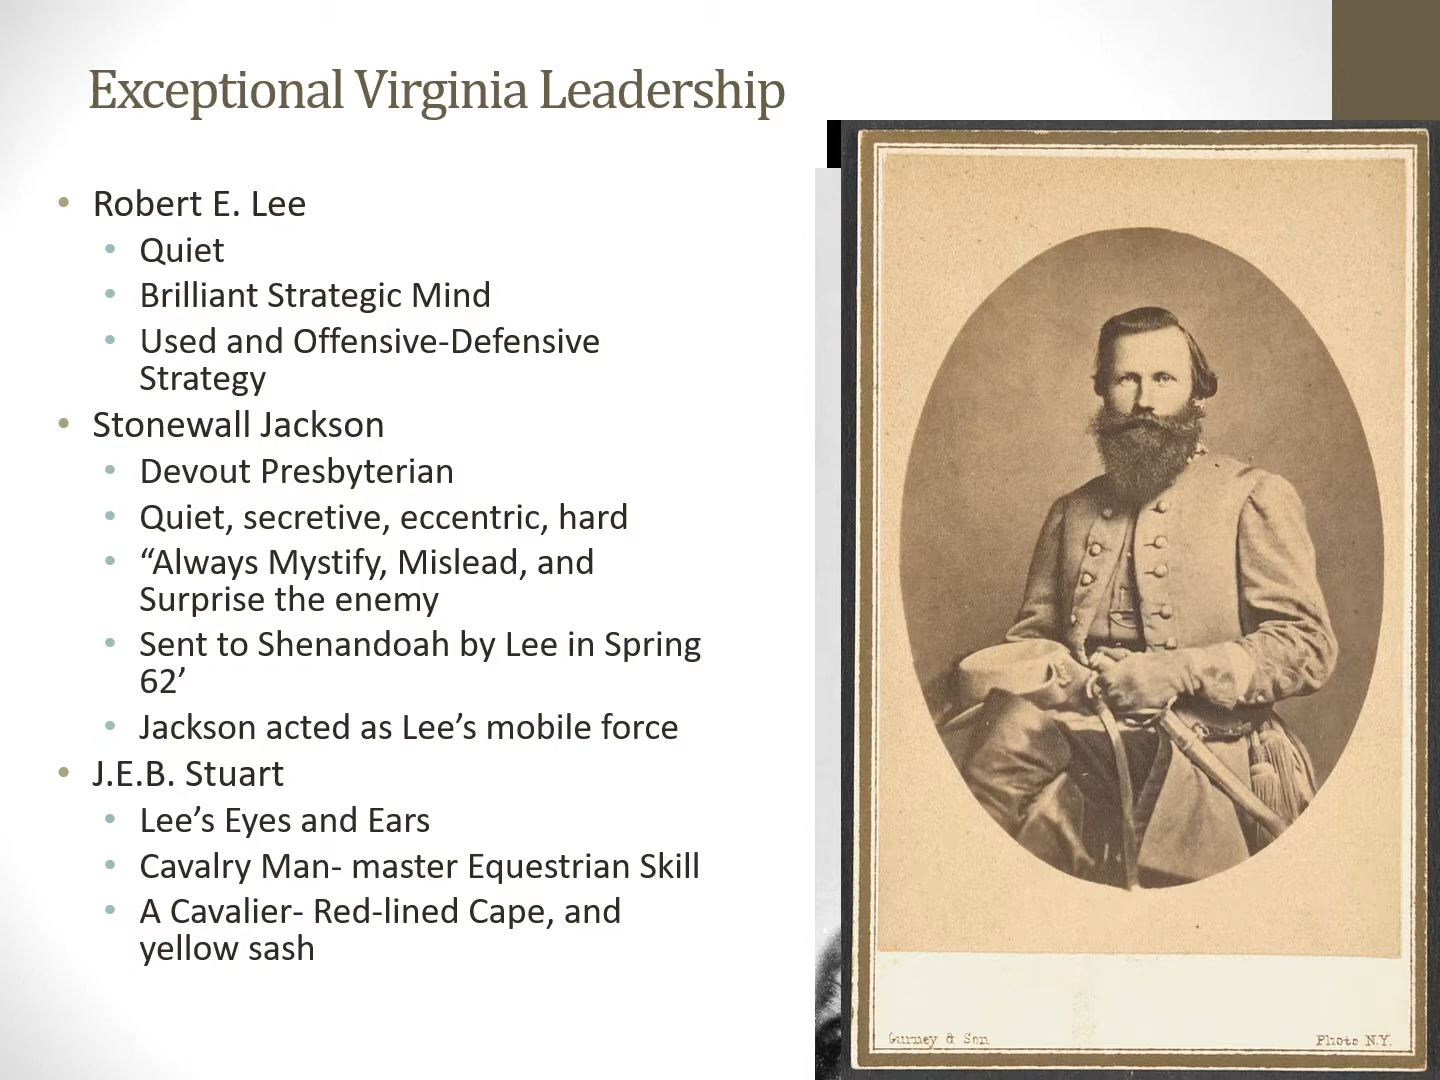 Exceptional Virginia Leadership
• Robert E. Lee
• Quiet
• Brilliant Strategic Mind
• Used and Offensive-Defensive
Strategy
• Stonewall Jackson
• Devout Presbyterian
• Quiet, secretive, eccentric, hard
• “Always Mystify, Mislead, and
Surprise the enemy
• Sent to Shenandoah by Lee in Spring
62’
• Jackson acted as Lee’s mobile force
• J.E.B. Stuart
• Lee’s Eyes and Ears
• Cavalry Man- master Equestrian Skill
• A Cavalier- Red-lined Cape, and
yellow sash
Gurney & Son
Photo N.Y.